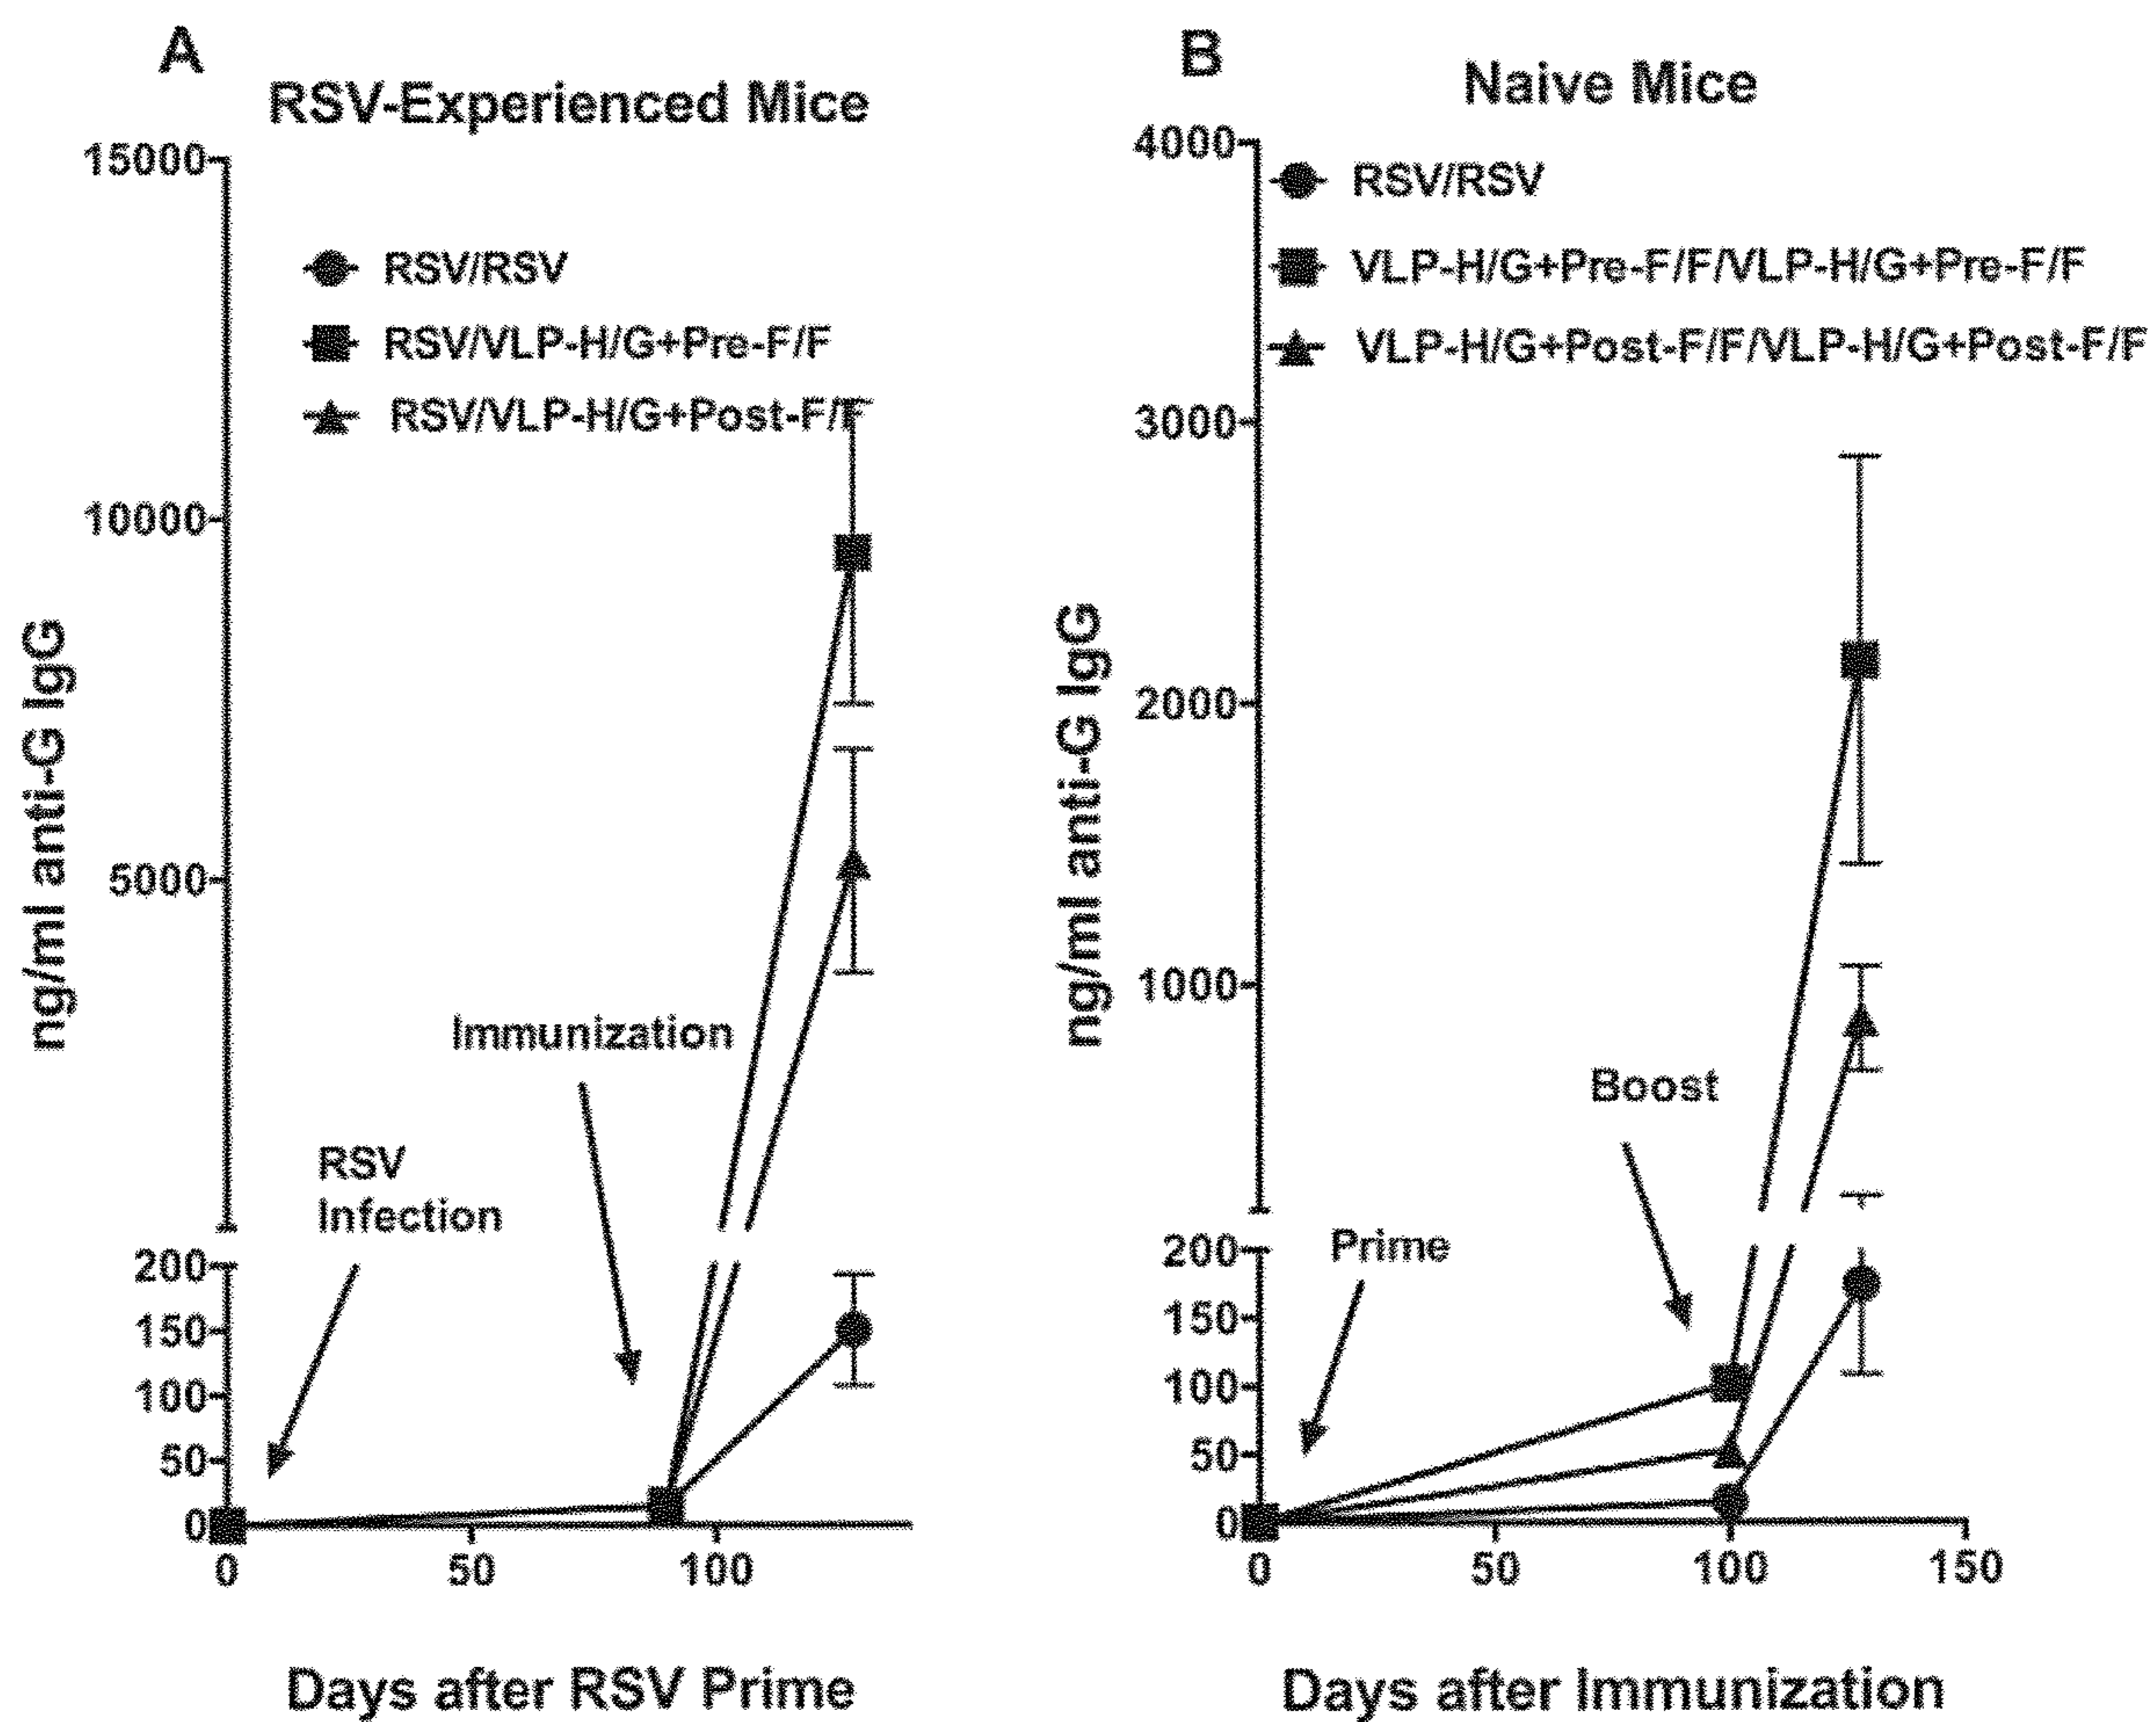 A
RSV-Experienced Mice
15000
10000
5000
200
150
100
50
0
ng/ml anti-G IgG
RSV/RSV
RSV/VLP-H/G+Pre-F/F
RSV/VLP-H/G+Post-F/F
Immunization
RSV
Infection
0
50
100
Days after RSV Prime
B
Naive Mice
4000
3000
2000
1000
200
150
100
50
0
ng/ml anti-G IgG
RSV/RSV
VLP-H/G+Pre-F/F/VLP-H/G+Pre-F/F
VLP-H/G+Post-F/F/VLP-H/G+Post-F/F
Boost
Prime
0
50
100
150
Days after Immunization